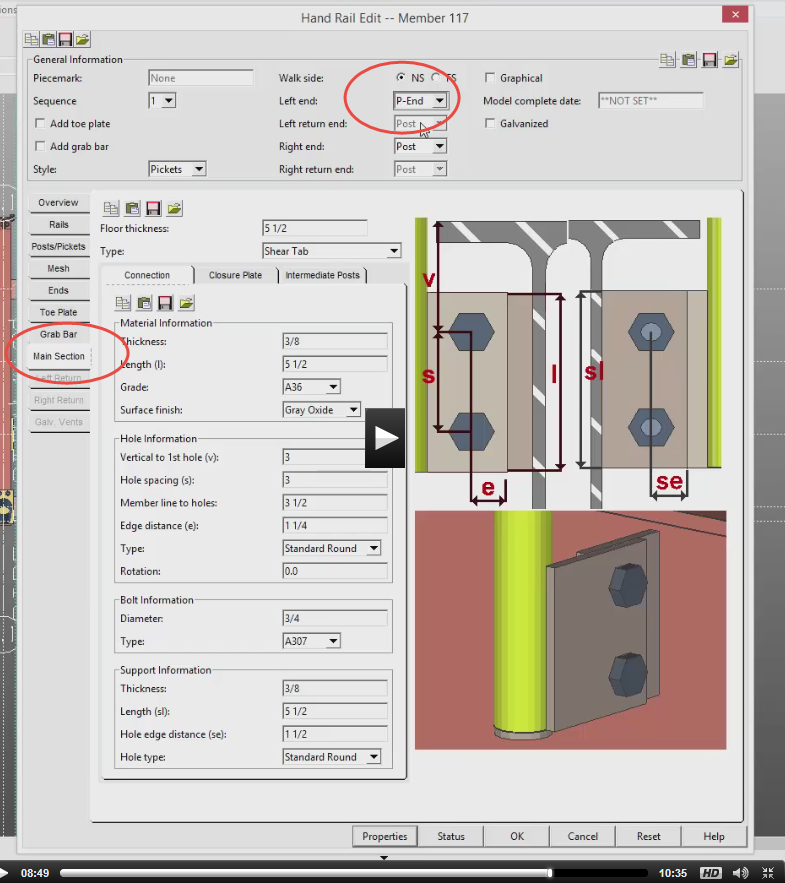 Hand Rail Edit -- Member 117
General Information
Piecemark: None
Sequence 1
Add toe plate
Add grab bar
Style: Pickets
Walk side: NS FS
Left end: P-End
Left return end: Post
Right end: Post
Right return end: Post
Graphical
Model complete date: **NOT SET**
Galvanized
Overview
Rails
Posts/Pickets
Mesh
Ends
Toe Plate
Grab Bar
Main Section
Left Return
Right Return
Galv. Vents
Floor thickness: 5 1/2
Type: Shear Tab
Connection Closure Plate Intermediate Posts
Material Information
Thickness: 3/8
Length (l): 5 1/2
Grade: A36
Surface finish: Gray Oxide
Hole Information
Vertical to 1st hole (v): 3
Hole spacing (s): 3
Member line to holes: 3 1/2
Edge distance (e): 1 1/4
Type: Standard Round
Rotation: 0.0
Bolt Information
Diameter: 3/4
Type: A307
Support Information
Thickness: 3/8
Length (sl): 5 1/2
Hole edge distance (se): 1 1/2
Hole type: Standard Round
v
s l sl
e se
Properties Status OK Cancel Reset Help
08:49 10:35 HD